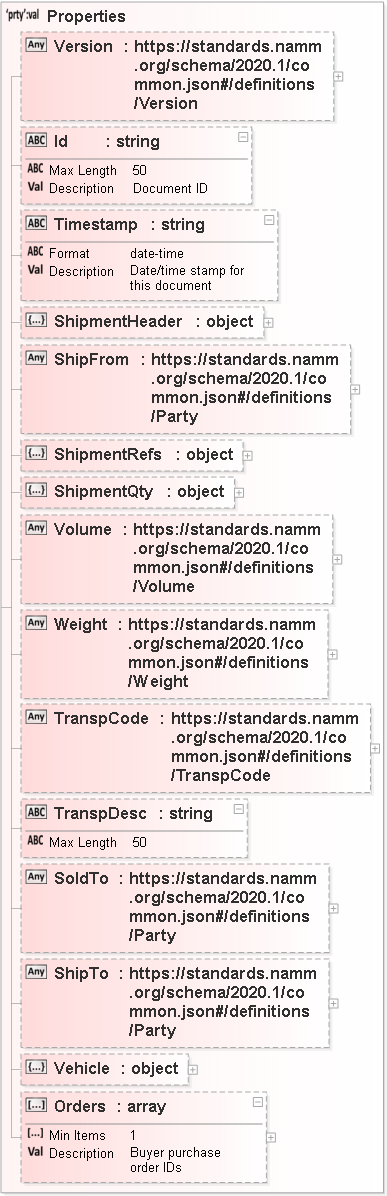 'prty':val Properties
Any Version : https://standards.namm
.org/schema/2020.1/co
mmon.json#/definitions
/Version
ABC Id : string
ABC Max Length 50
Val Description Document ID
ABC Timestamp : string
ABC Format date-time
Val Description Date/time stamp for
this document
{...} ShipmentHeader : object
Any ShipFrom : https://standards.namm
.org/schema/2020.1/co
mmon.json#/definitions
/Party
{...} ShipmentRefs : object
{...} ShipmentQty : object
Any Volume : https://standards.namm
.org/schema/2020.1/co
mmon.json#/definitions
/Volume
Any Weight : https://standards.namm
.org/schema/2020.1/co
mmon.json#/definitions
/Weight
Any TranspCode : https://standards.namm
.org/schema/2020.1/co
mmon.json#/definitions
/TranspCode
ABC TranspDesc : string
ABC Max Length 50
Any SoldTo : https://standards.namm
.org/schema/2020.1/co
mmon.json#/definitions
/Party
Any ShipTo : https://standards.namm
.org/schema/2020.1/co
mmon.json#/definitions
/Party
{...} Vehicle : object
[...] Orders : array
[...] Min Items 1
Val Description Buyer purchase
order IDs